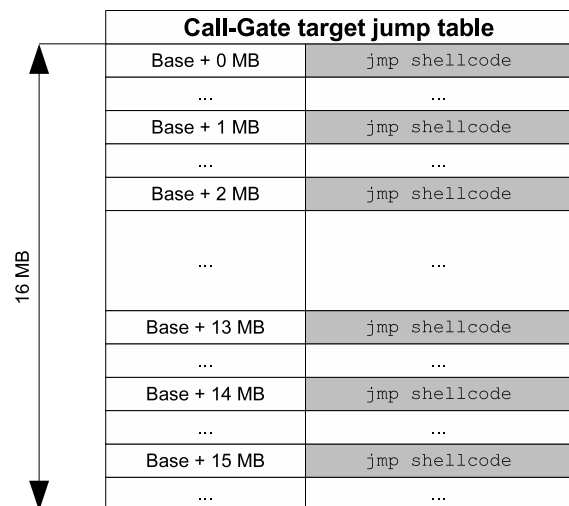 Call-Gate target jump table
Base + 0 MB jmp shellcode
... ...
Base + 1 MB jmp shellcode
... ...
Base + 2 MB jmp shellcode
... ...
Base + 13 MB jmp shellcode
... ...
Base + 14 MB jmp shellcode
... ...
Base + 15 MB jmp shellcode
... ...
16 MB